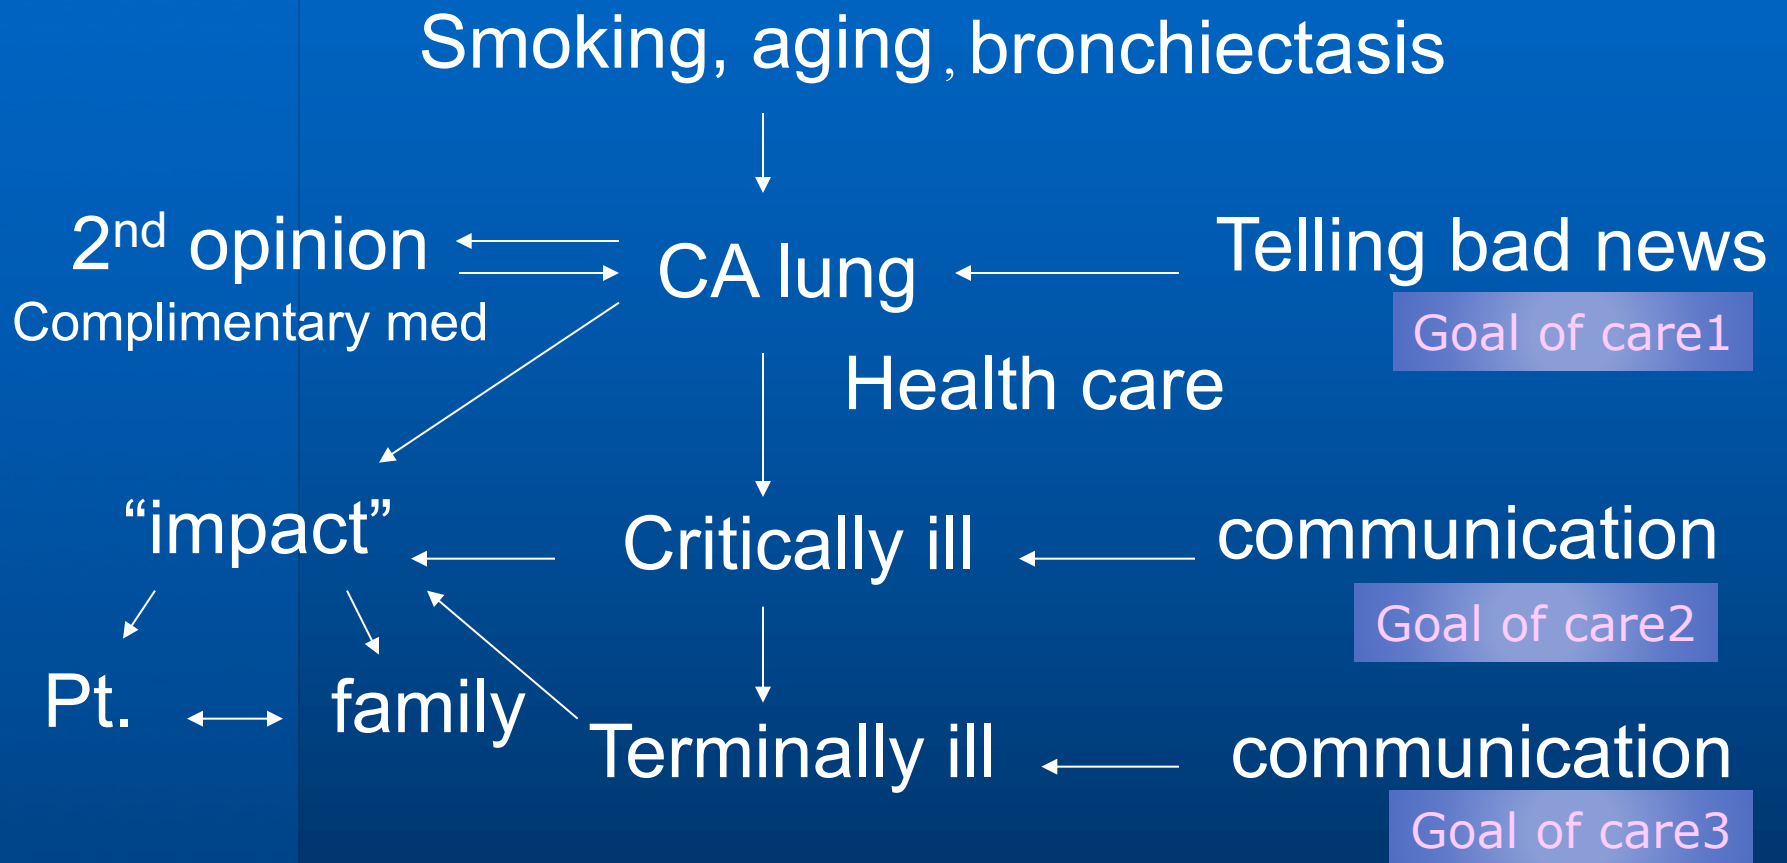 Smoking, aging, bronchiectasis
2nd opinion
Complimentary med
CA lung
Telling bad news
Goal of care1
Health care
“impact”
Critically ill
communication
Goal of care2
Pt.
family
Terminally ill
communication
Goal of care3